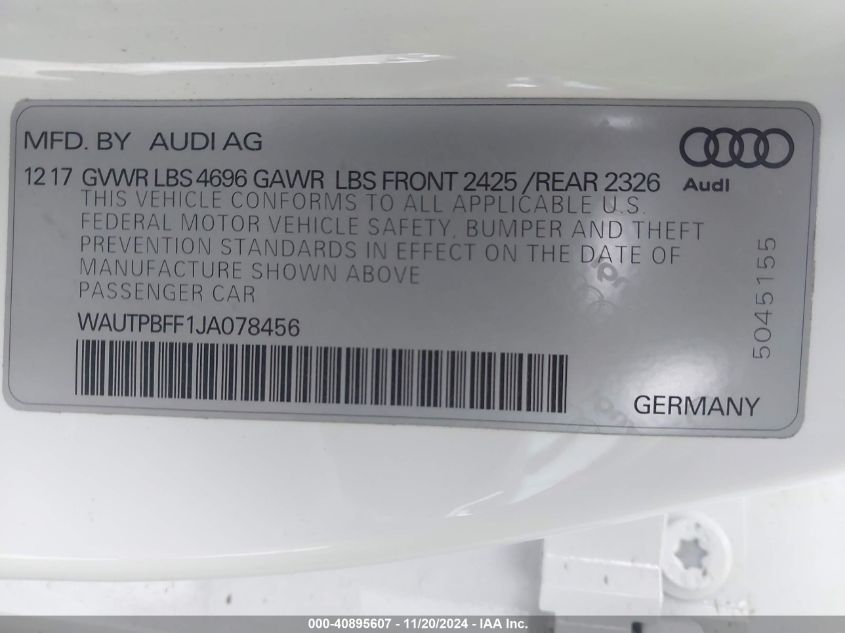 MFD. BY AUDI AG
12 17 GVWR LBS 4696 GAWR LBS FRONT 2425 /REAR 2326
Audi
THIS VEHICLE CONFORMS TO ALL APPLICABLE U.S.
FEDERAL MOTOR VEHICLE SAFETY, BUMPER AND THEFT
PREVENTION STANDARDS IN EFFECT ON THE DATE OF
MANUFACTURE SHOWN ABOVE
PASSENGER CAR
WAUTPBFF1JA078456
5045155
GERMANY
000-40895607 - 11/20/2024 - IAA Inc.